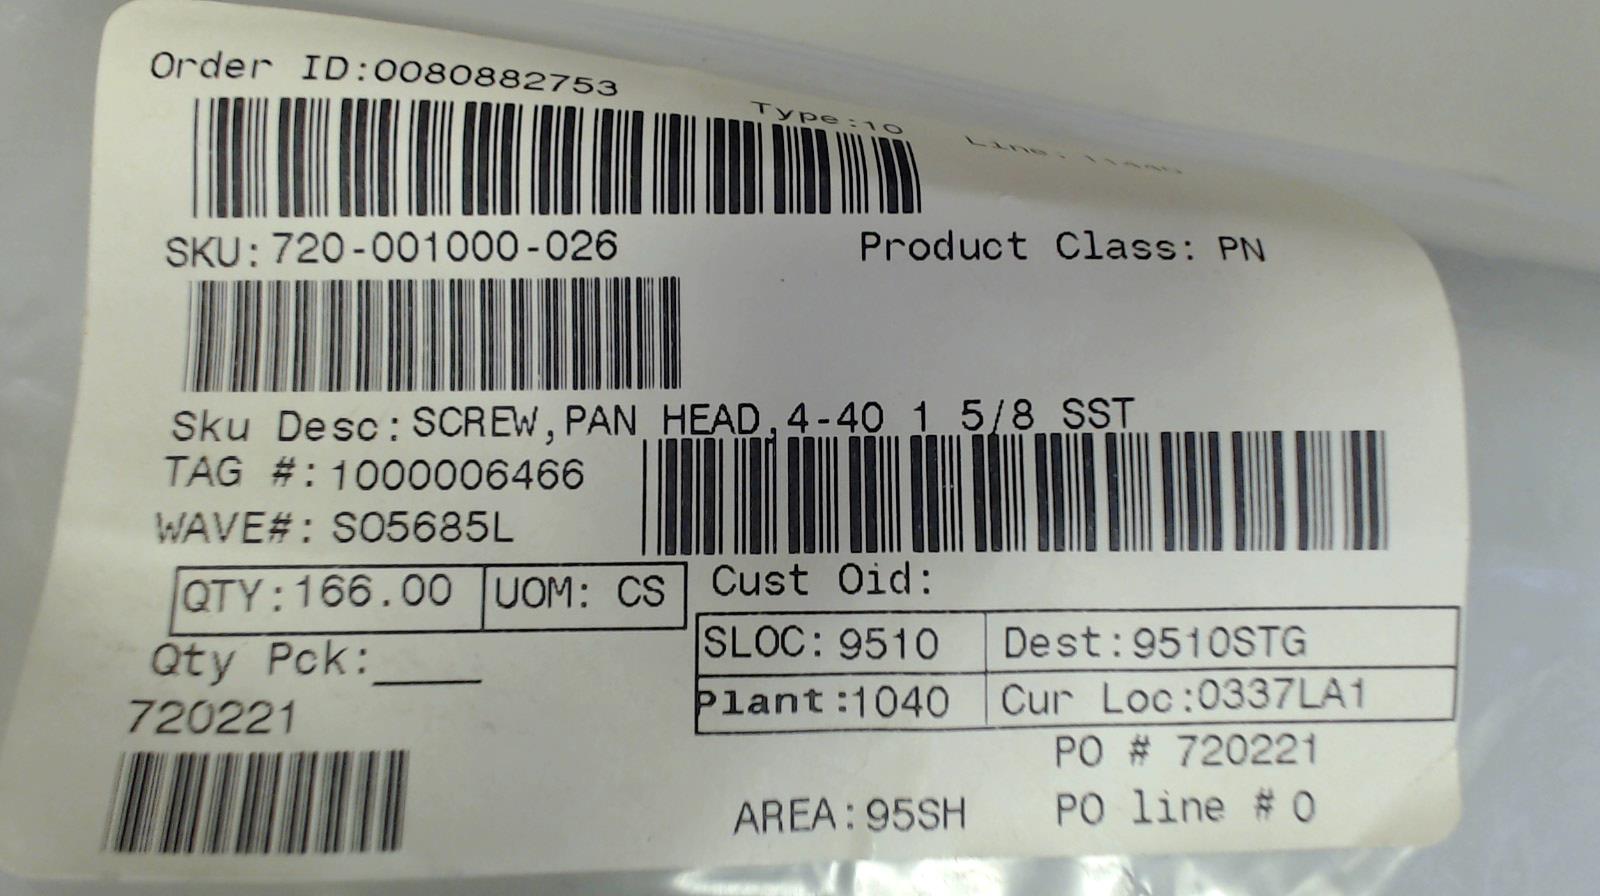 Order ID:0080882753
Type:10
Line:
SKU:720-001000-026
Product Class: PN
Sku Desc:SCREW,PAN HEAD,4-40 1 5/8 SST
TAG #:1000006466
WAVE#: S05685L
QTY:166.00 UOM: CS
Cust Oid:
SLOC: 9510 Dest:9510STG
Qty Pck:____
Plant:1040 Cur Loc:0337LA1
720221
PO # 720221
AREA:95SH PO line # 0